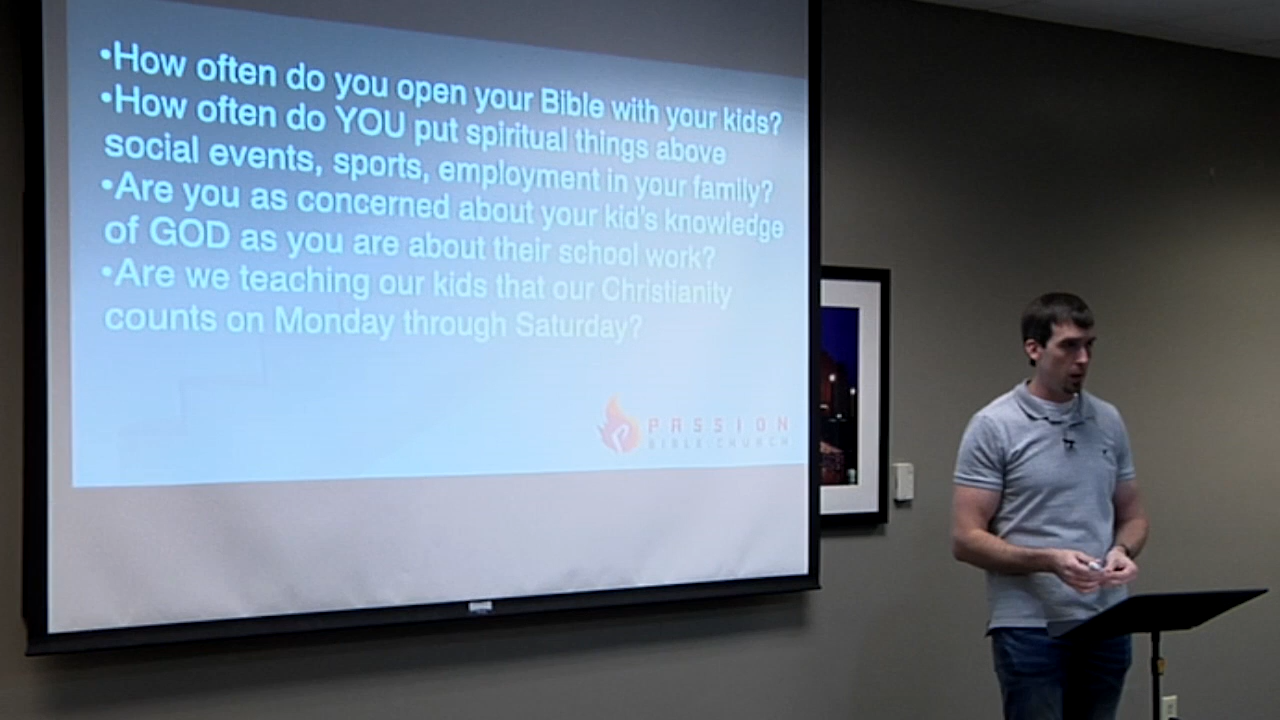 •How often do you open your Bible with your kids?
•How often do YOU put spiritual things above
social events, sports, employment in your family?
•Are you as concerned about your kid's knowledge
of GOD as you are about their school work?
•Are we teaching our kids that our Christianity
counts on Monday through Saturday?
PASSION
BIBLE CHURCH